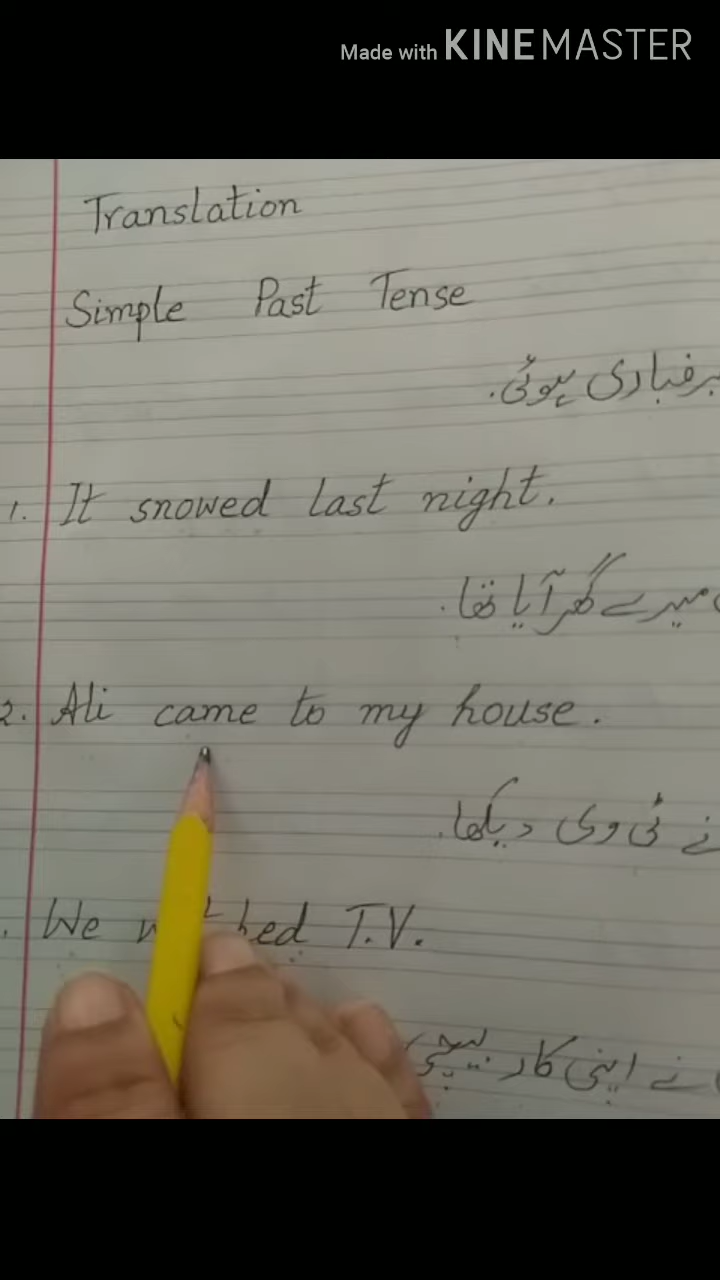 Made with KINEMASTER
Translation
Simple Past Tense
برفباری ہوئی.
1. It snowed last night.
میرے گھر آیا تھا.
2. Ali came to my house.
نے ٹی وی دیکھا.
. We T.V.
نے اپنی کار بیچی